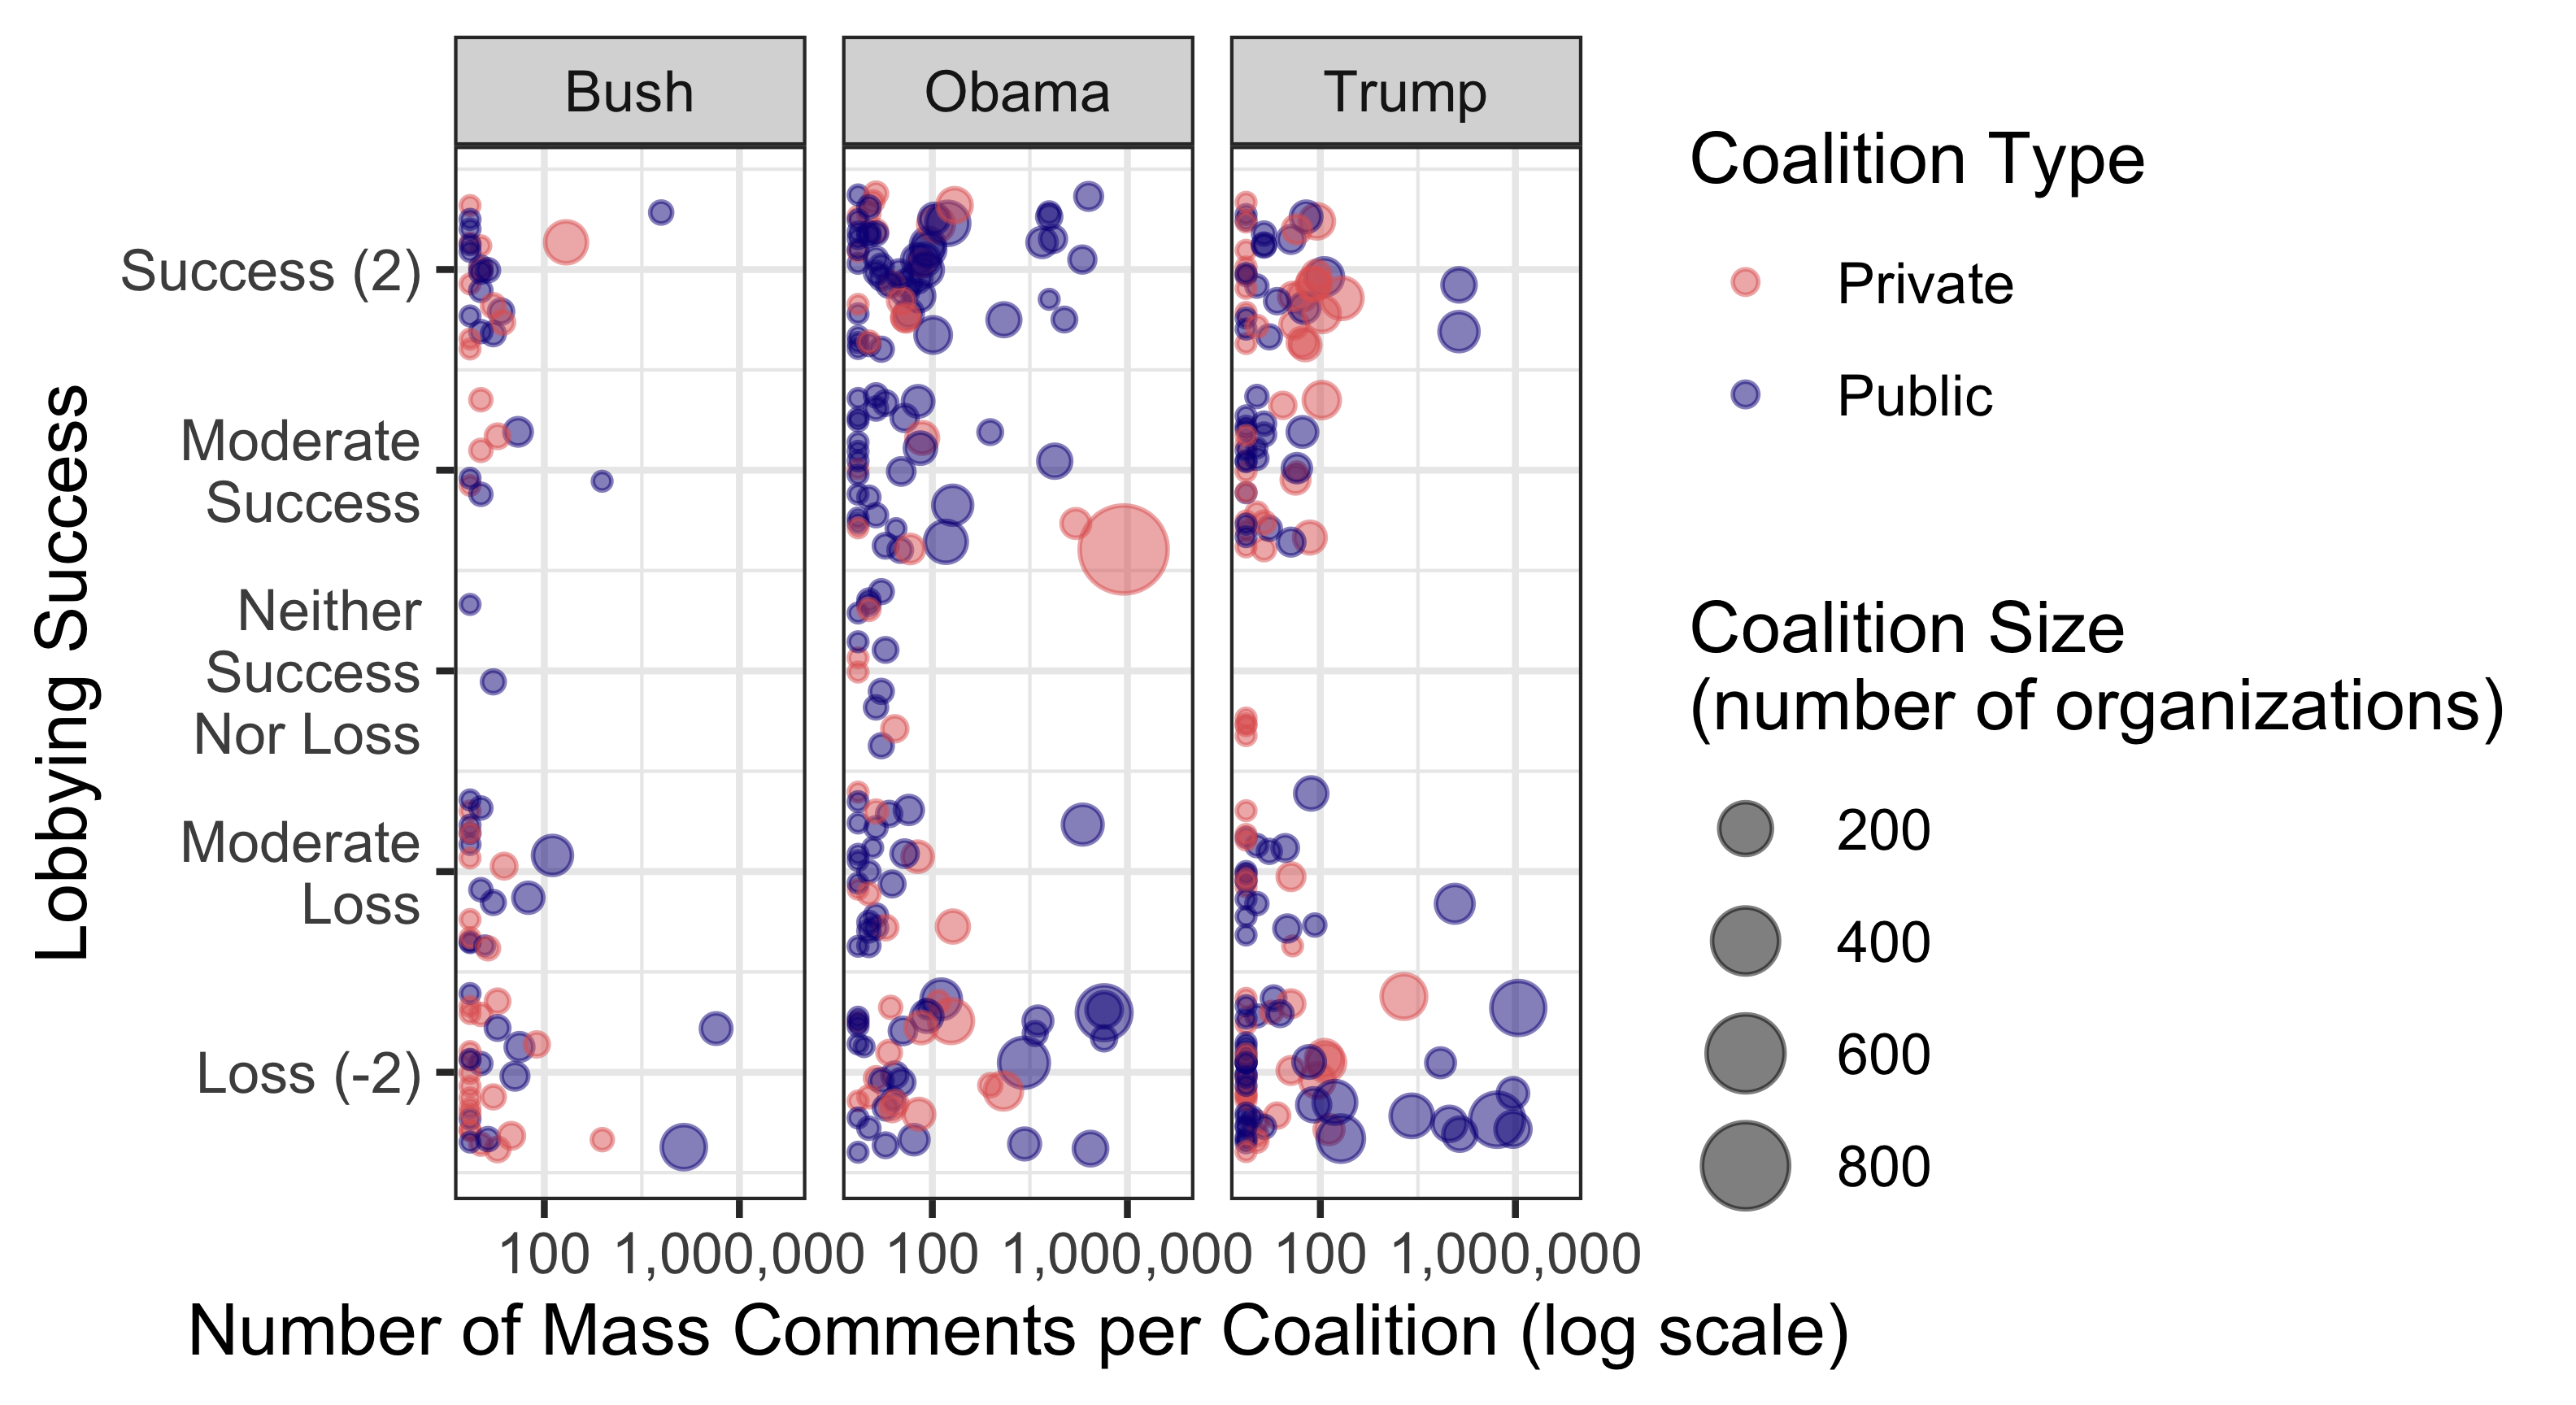 Bush
Obama
Trump
Lobbying Success
Success (2)
Moderate
Success
Neither
Success
Nor Loss
Moderate
Loss
Loss (-2)
100
1,000,000
100
1,000,000
100
1,000,000
Number of Mass Comments per Coalition (log scale)
Coalition Type
Private
Public
Coalition Size
(number of organizations)
200
400
600
800